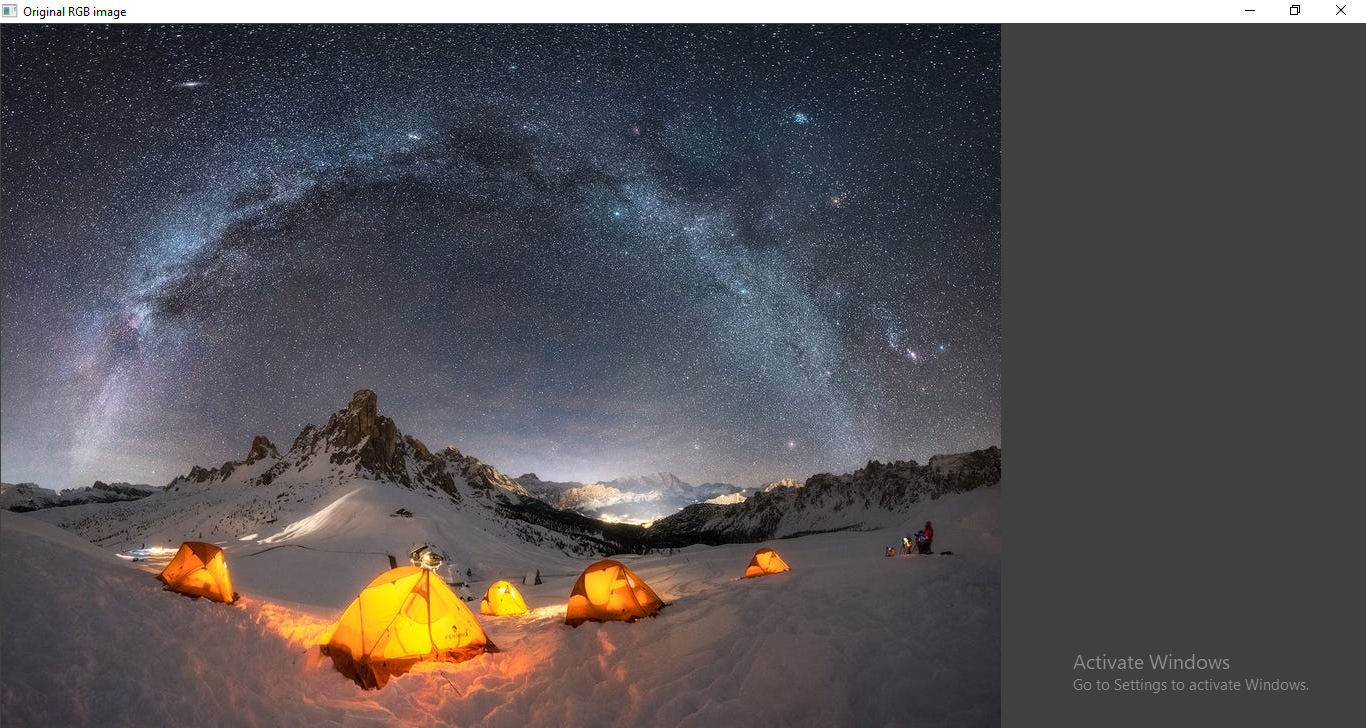 Original RGB image
Activate Windows
Go to Settings to activate Windows.